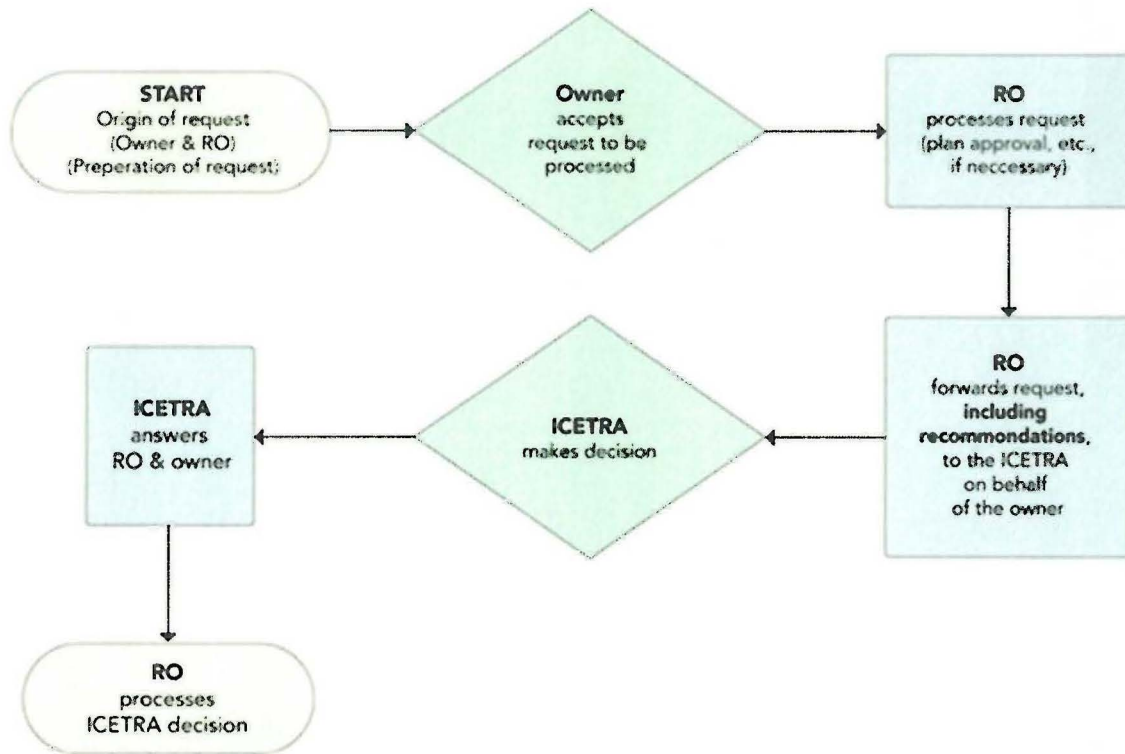 START
Origin of request
(Owner & RO)
(Preperation of request)
Owner
accepts
request to be
processed
RO
processes request
(plan approval, etc.,
if neccessary)
RO
forwards request,
including
recommondations,
to the ICETRA
on behalf
of the owner
ICETRA
makes decision
ICETRA
answers
RO & owner
RO
processes
ICETRA decision